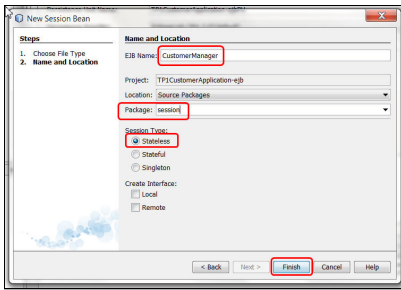 New Session Bean
Steps
1. Choose File Type
2. Name and Location
Name and Location
EJB Name: CustomerManager
Project: TP1CustomerApplication-ejb
Location: Source Packages
Package: session
Session Type:
Stateless
Stateful
Singleton
Create Interface:
Local
Remote
< Back Next > Finish Cancel Help